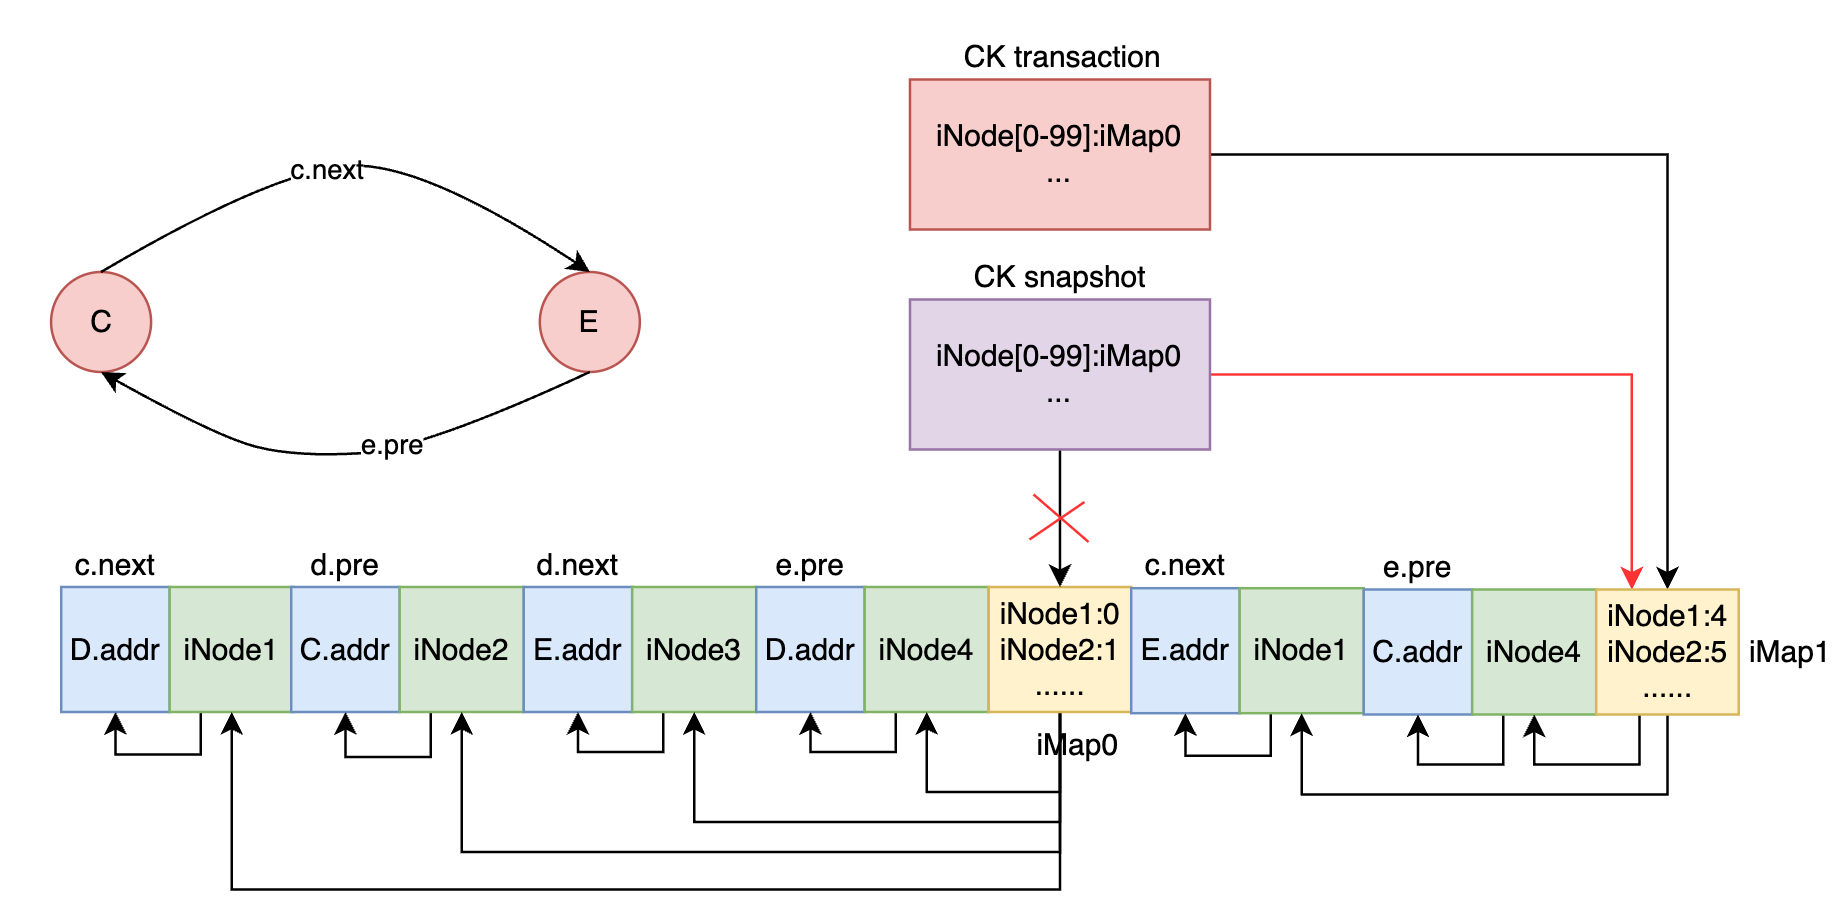 CK transaction
iNode[0-99]:iMap0
...
c.next
C
E
e.pre
CK snapshot
iNode[0-99]:iMap0
...
c.next
d.pre
d.next
e.pre
c.next
e.pre
D.addr
iNode1
C.addr
iNode2
E.addr
iNode3
D.addr
iNode4
iNode1:0
iNode2:1
......
E.addr
iNode1
C.addr
iNode4
iNode1:4
iNode2:5
......
iMap1
iMap0